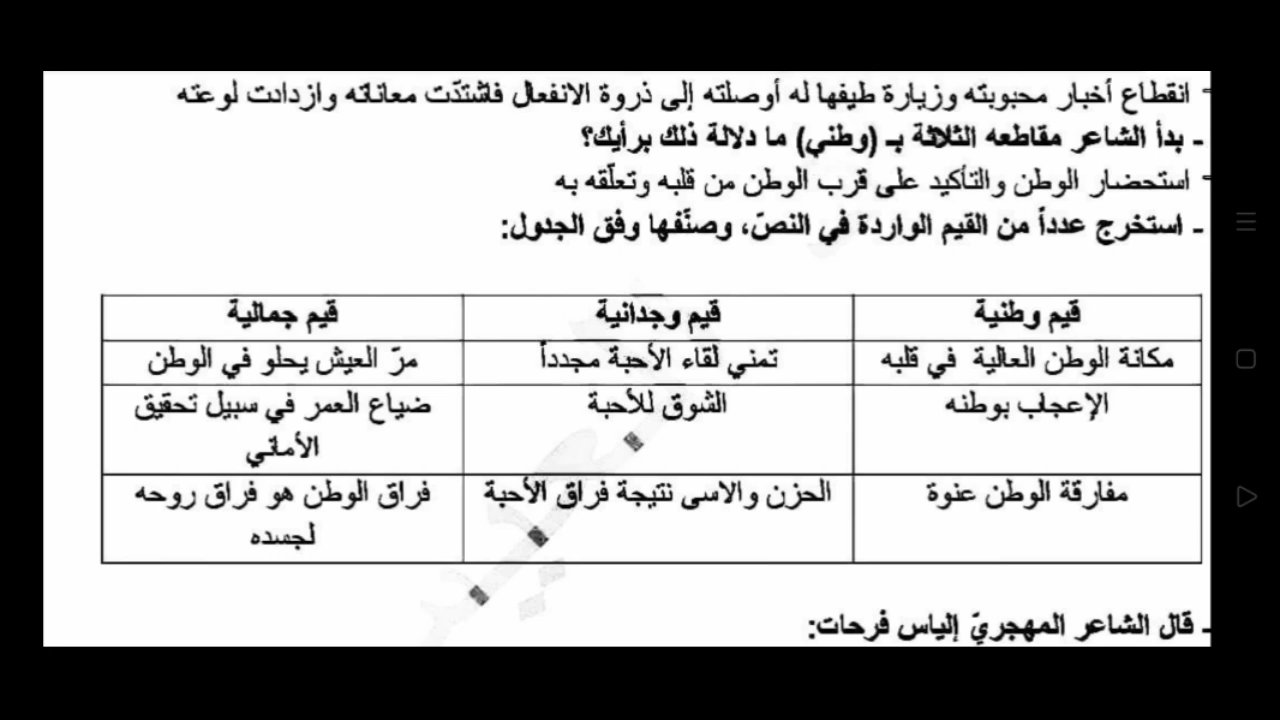 - انقطاع أخبار محبوبته وزيارة طيفها له أوصلته إلى ذروة الانفعال فاشتدّت معاناته وازدادت لوعته
- بدأ الشاعر مقاطعه الثلاثة بـ (وطني) ما دلالة ذلك برأيك؟
- استحضار الوطن والتأكيد على قرب الوطن من قلبه وتعلّقه به
- استخرج عدداً من القيم الواردة في النصّ، وصنّفها وفق الجدول:
قيم وطنية قيم وجدانية قيم جمالية
مكانة الوطن العالية في قلبه تمني لقاء الأحبة مجدداً مرّ العيش يحلو في الوطن
الإعجاب بوطنه الشوق للأحبة ضياع العمر في سبيل تحقيق
الأماني
مفارقة الوطن عنوة الحزن والاسى نتيجة فراق الأحبة فراق الوطن هو فراق روحه
لجسده
- قال الشاعر المهجريّ إلياس فرحات: